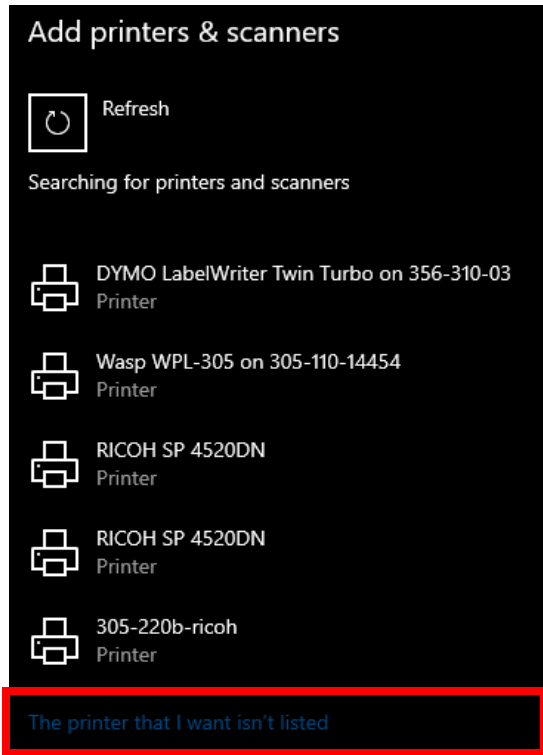 Add printers & scanners
Refresh
Searching for printers and scanners
DYMO LabelWriter Twin Turbo on 356-310-03
Printer
Wasp WPL-305 on 305-110-14454
Printer
RICOH SP 4520DN
Printer
RICOH SP 4520DN
Printer
305-220b-ricoh
Printer
The printer that I want isn't listed